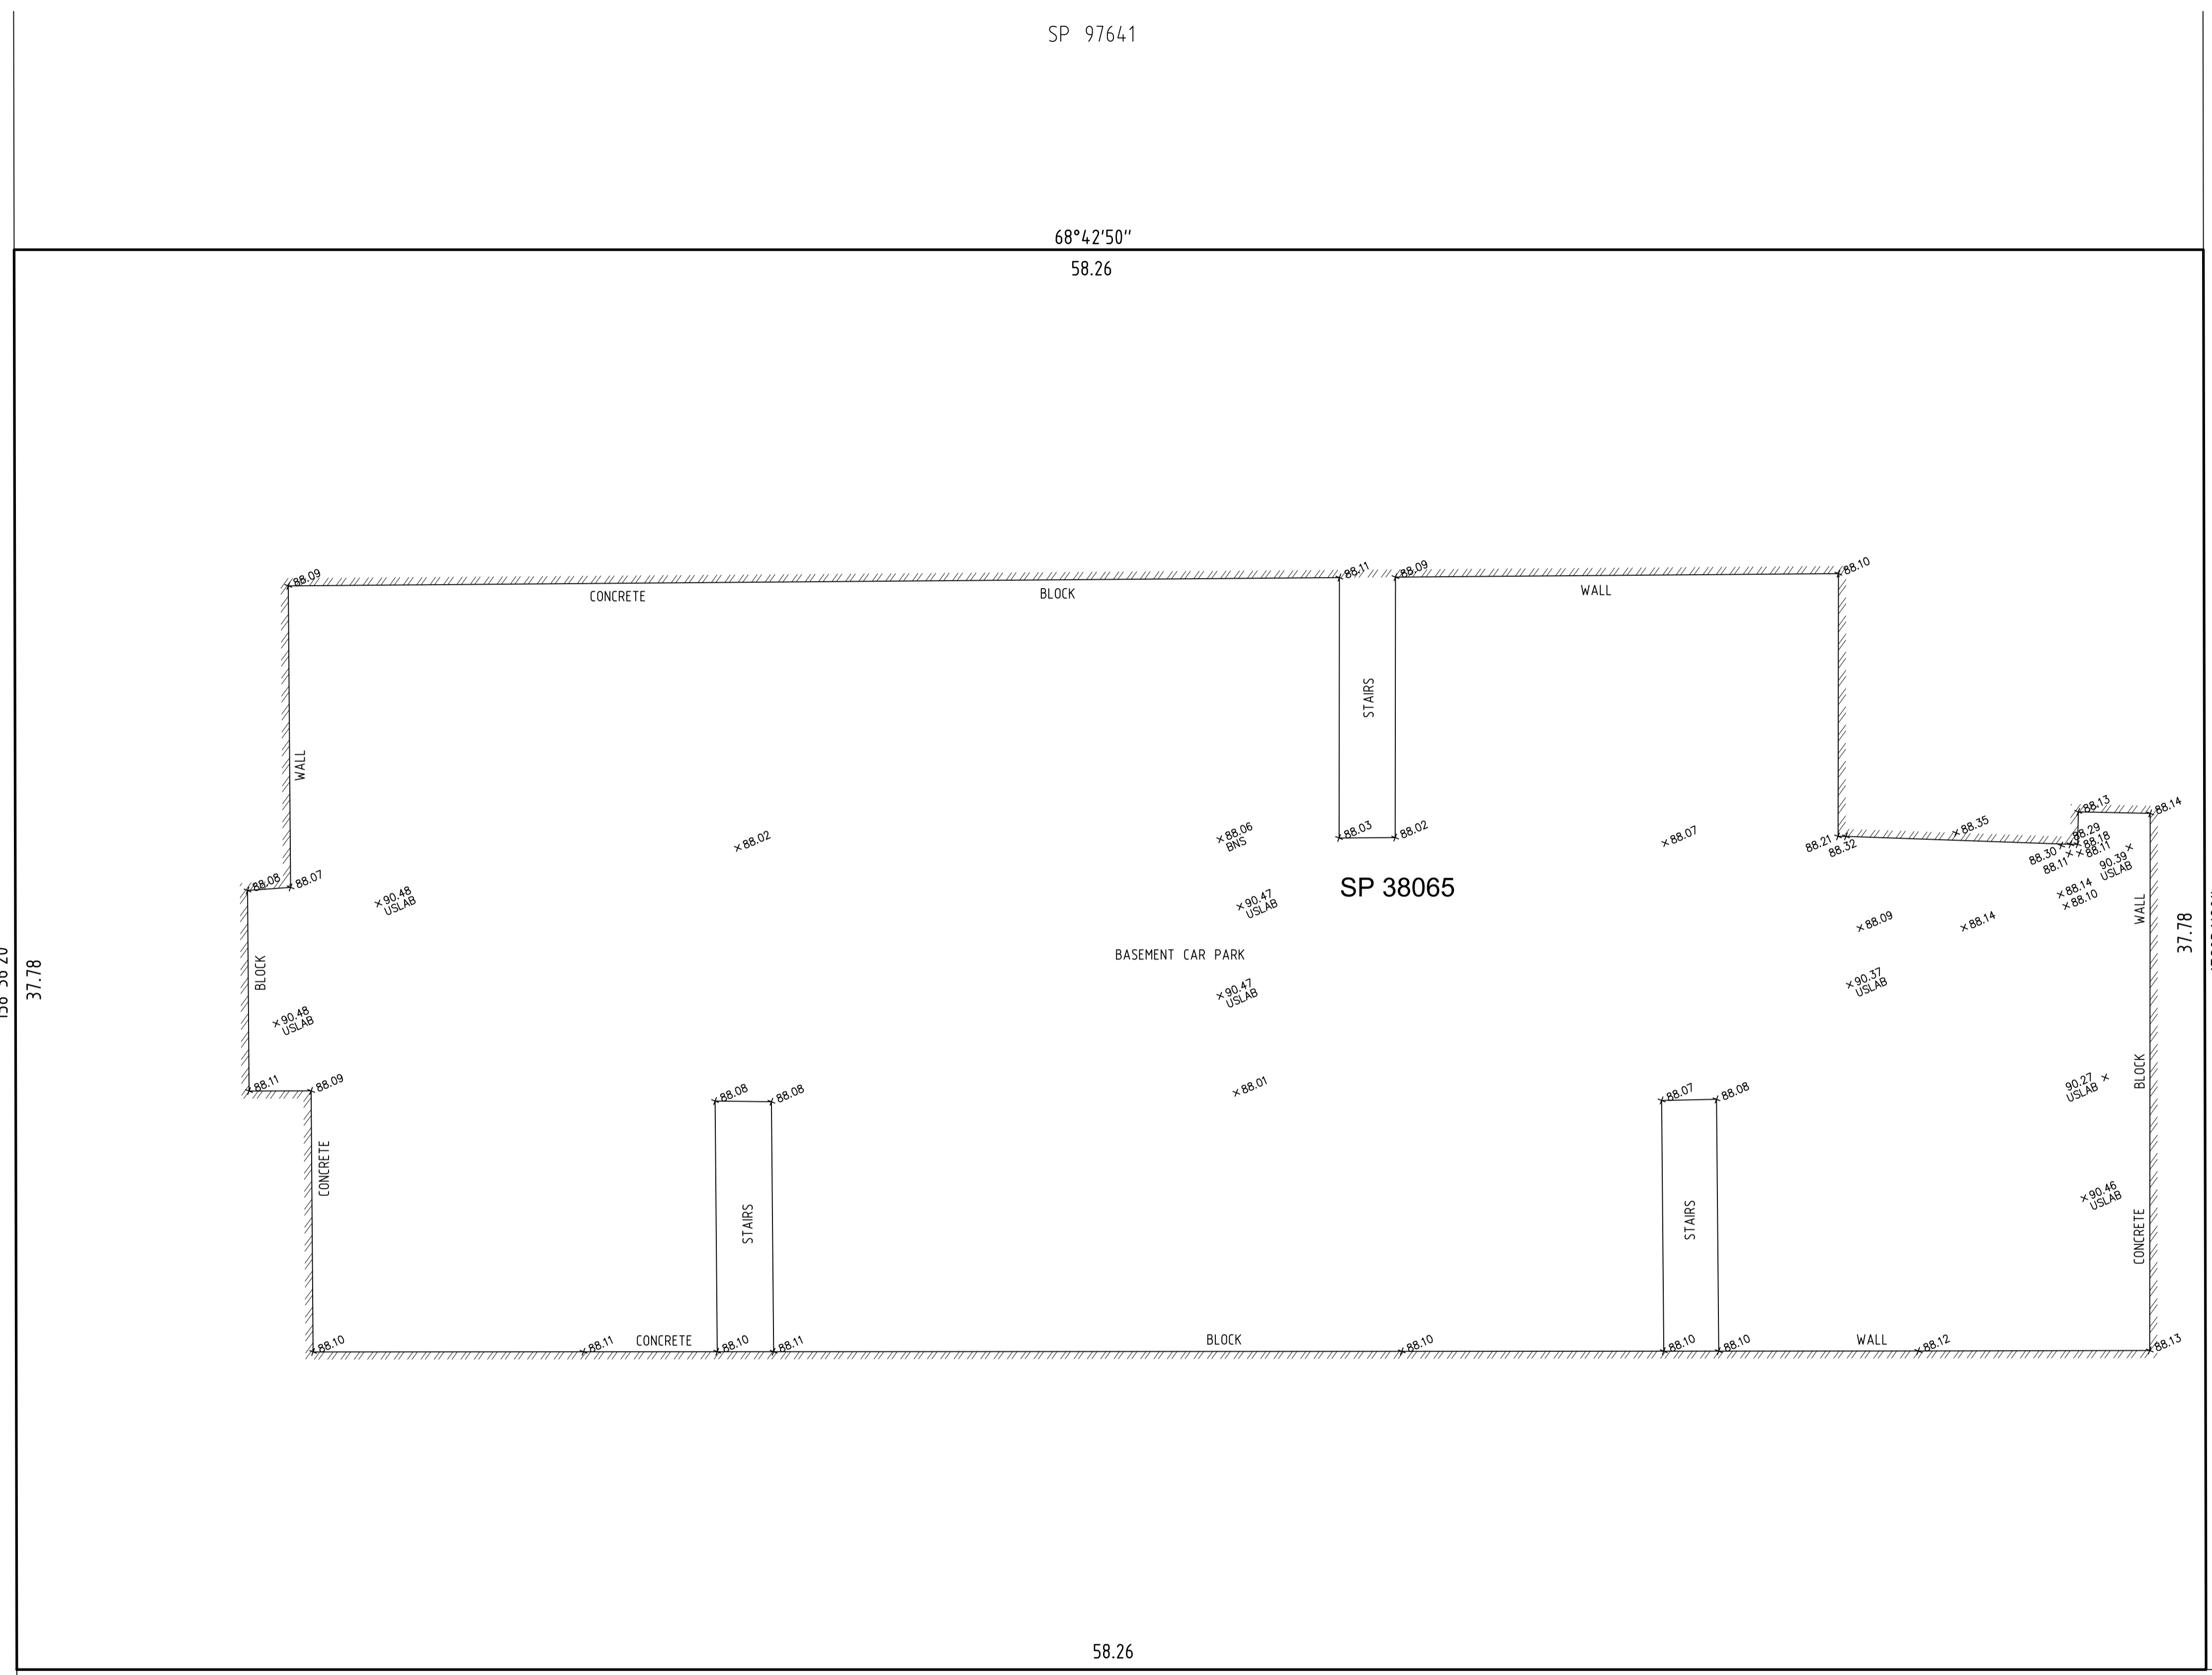 SP 97641
68°42'50"
58.26
88.09
88.11
88.09
88.10
CONCRETE
BLOCK
WALL
STAIRS
WALL
88.13
88.14
88.02
88.06
BNS
88.03
88.02
88.07
88.21
88.32
88.35
88.29
88.18
88.30
88.11
88.11
90.39
USLAB
88.08
88.07
90.48
USLAB
90.47
USLAB
SP 38065
88.14
88.10
88.09
88.14
WALL
37.78
37.78
BLOCK
BASEMENT CAR PARK
90.48
USLAB
90.47
USLAB
90.37
USLAB
88.11
88.09
88.08
88.08
88.01
88.07
88.08
90.27
USLAB
BLOCK
CONCRETE
STAIRS
STAIRS
90.46
USLAB
CONCRETE
88.10
88.11
CONCRETE
88.10
88.11
BLOCK
88.10
88.10
88.10
WALL
88.12
88.13
58.26